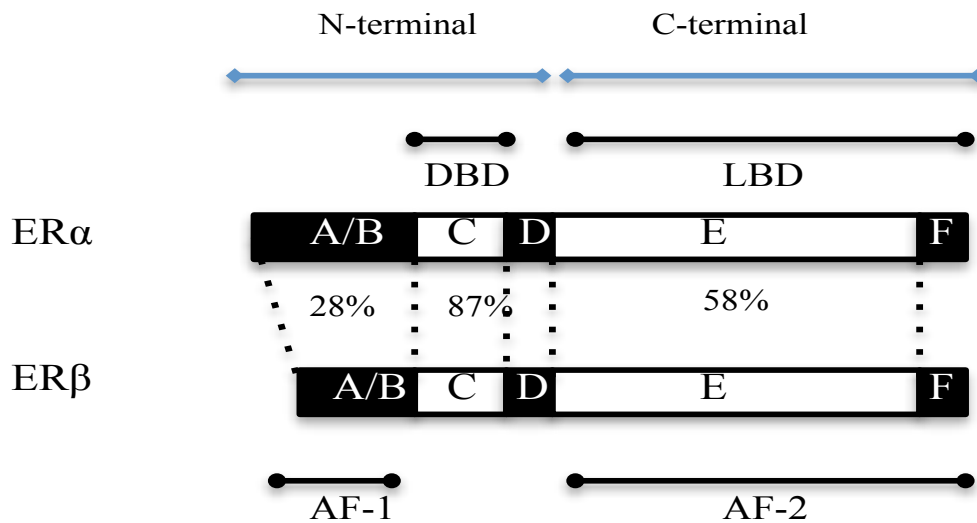 N-terminal C-terminal
DBD LBD
ERα A/B C D E F
28% 87% 58%
ERβ A/B C D E F
AF-1 AF-2